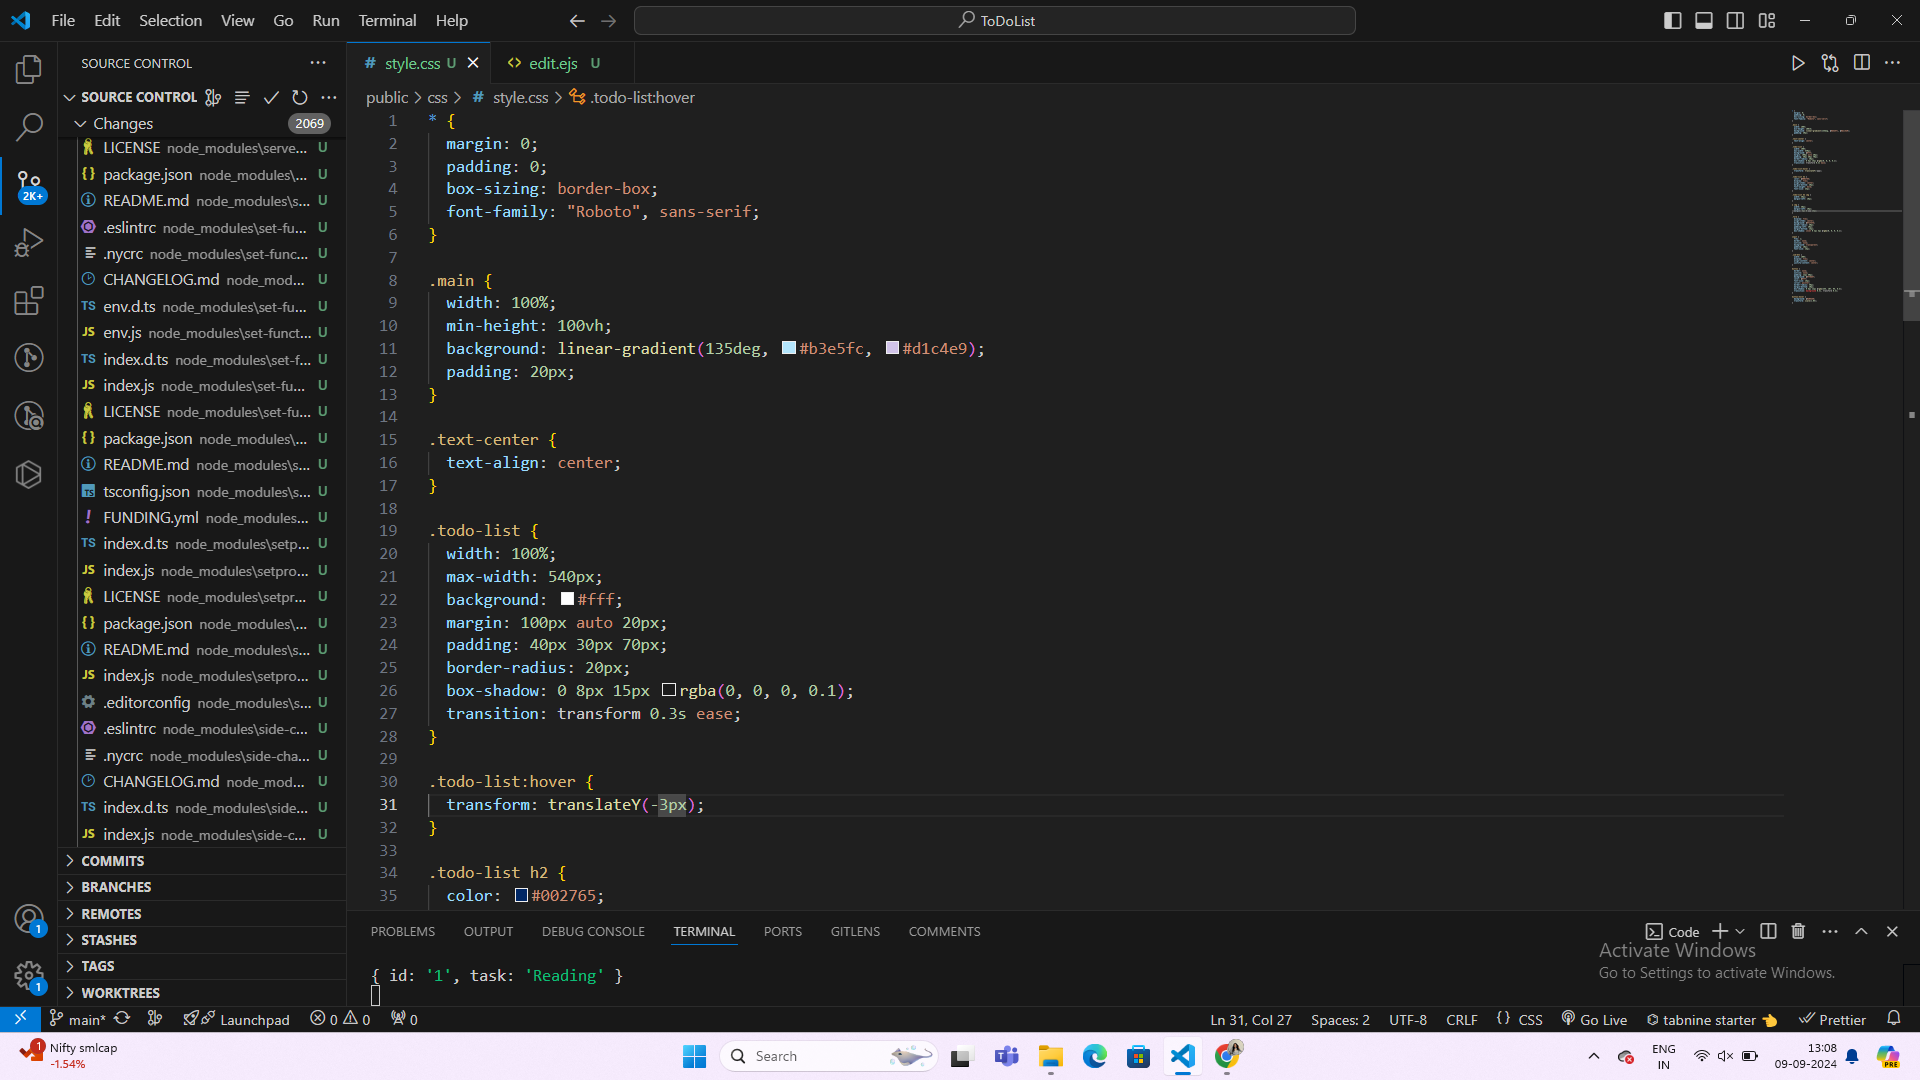 File Edit Selection View Go Run Terminal Help
ToDoList
SOURCE CONTROL
SOURCE CONTROL
Changes 2069
LICENSE node_modules\serve... U
package.json node_modules\... U
README.md node_modules\s... U
.eslintrc node_modules\set-fu... U
.nycrc node_modules\set-func... U
CHANGELOG.md node_mod... U
TS env.d.ts node_modules\set-fu... U
JS env.js node_modules\set-funct... U
TS index.d.ts node_modules\set-f... U
JS index.js node_modules\set-fu... U
LICENSE node_modules\set-fu... U
package.json node_modules\... U
README.md node_modules\s... U
tsconfig.json node_modules\s... U
FUNDING.yml node_modules... U
TS index.d.ts node_modules\setp... U
JS index.js node_modules\setpro... U
LICENSE node_modules\setpr... U
package.json node_modules\... U
README.md node_modules\s... U
JS index.js node_modules\setpro... U
.editorconfig node_modules\s... U
.eslintrc node_modules\side-c... U
.nycrc node_modules\side-cha... U
CHANGELOG.md node_mod... U
TS index.d.ts node_modules\side... U
JS index.js node_modules\side-c... U
COMMITS
BRANCHES
REMOTES
STASHES
TAGS
WORKTREES
2K+
1
1
# style.css U
<> edit.ejs U
public > css > # style.css > .todo-list:hover
1 * {
2 margin: 0;
3 padding: 0;
4 box-sizing: border-box;
5 font-family: "Roboto", sans-serif;
6 }
7
8 .main {
9 width: 100%;
10 min-height: 100vh;
11 background: linear-gradient(135deg, #b3e5fc, #d1c4e9);
12 padding: 20px;
13 }
14
15 .text-center {
16 text-align: center;
17 }
18
19 .todo-list {
20 width: 100%;
21 max-width: 540px;
22 background: #fff;
23 margin: 100px auto 20px;
24 padding: 40px 30px 70px;
25 border-radius: 20px;
26 box-shadow: 0 8px 15px rgba(0, 0, 0, 0.1);
27 transition: transform 0.3s ease;
28 }
29
30 .todo-list:hover {
31 transform: translateY(-3px);
32 }
33
34 .todo-list h2 {
35 color: #002765;
PROBLEMS OUTPUT DEBUG CONSOLE TERMINAL PORTS GITLENS COMMENTS
Code
{ id: '1', task: 'Reading' }
Activate Windows
Go to Settings to activate Windows.
main* Launchpad 0 0 0
Ln 31, Col 27 Spaces: 2 UTF-8 CRLF {} CSS Go Live tabnine starter Prettier
1
Nifty smlcap
-1.54%
Search
ENG
IN
13:08
09-09-2024
PRE